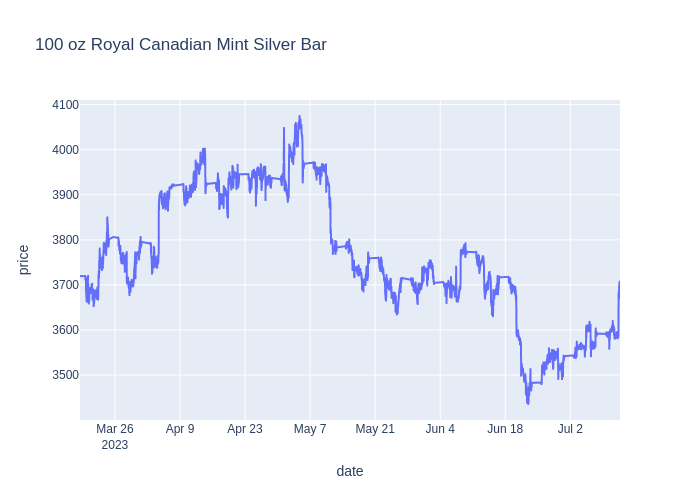 100 oz Royal Canadian Mint Silver Bar
4100
4000
3900
3800
3700
3600
3500
price
Mar 26 Apr 9 Apr 23 May 7 May 21 Jun 4 Jun 18 Jul 2
2023
date